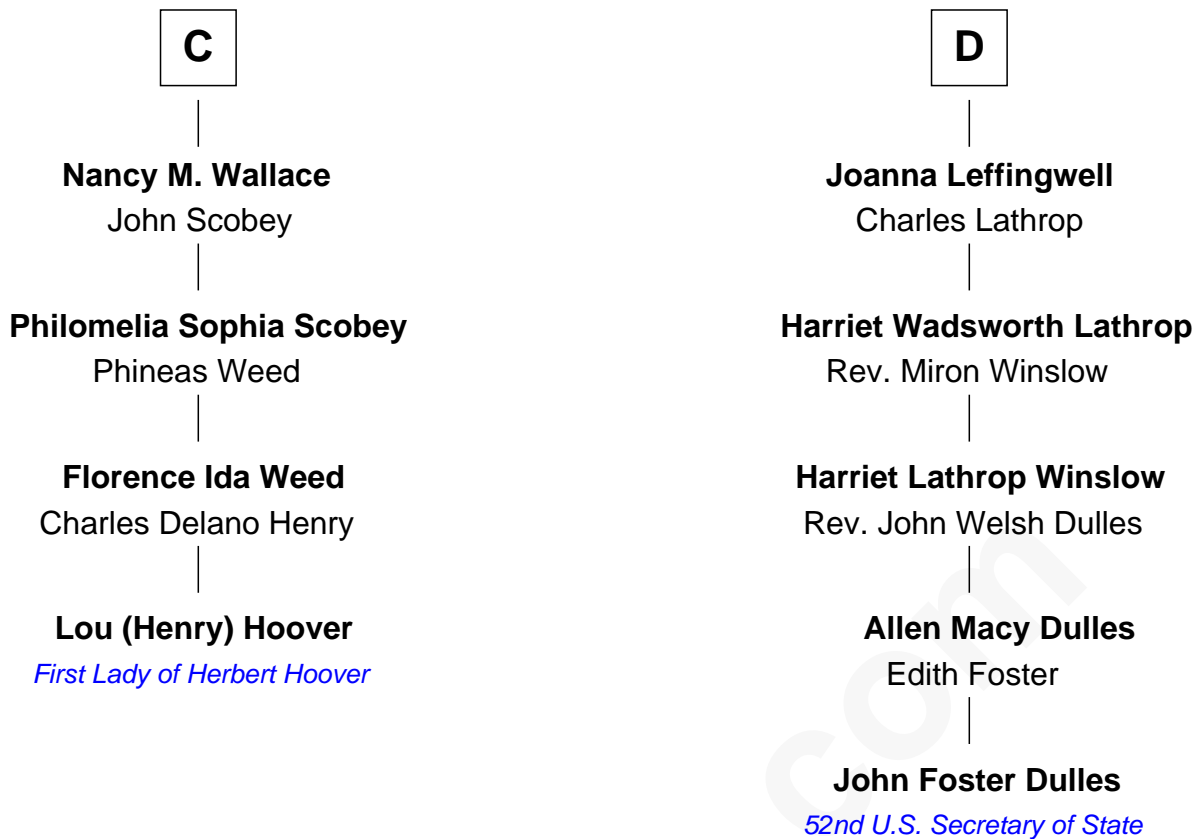 C
Nancy M. Wallace
John Scobey
Philomelia Sophia Scobey
Phineas Weed
Florence Ida Weed
Charles Delano Henry
Lou (Henry) Hoover
First Lady of Herbert Hoover
D
Joanna Leffingwell
Charles Lathrop
Harriet Wadsworth Lathrop
Rev. Miron Winslow
Harriet Lathrop Winslow
Rev. John Welsh Dulles
Allen Macy Dulles
Edith Foster
John Foster Dulles
52nd U.S. Secretary of State
com